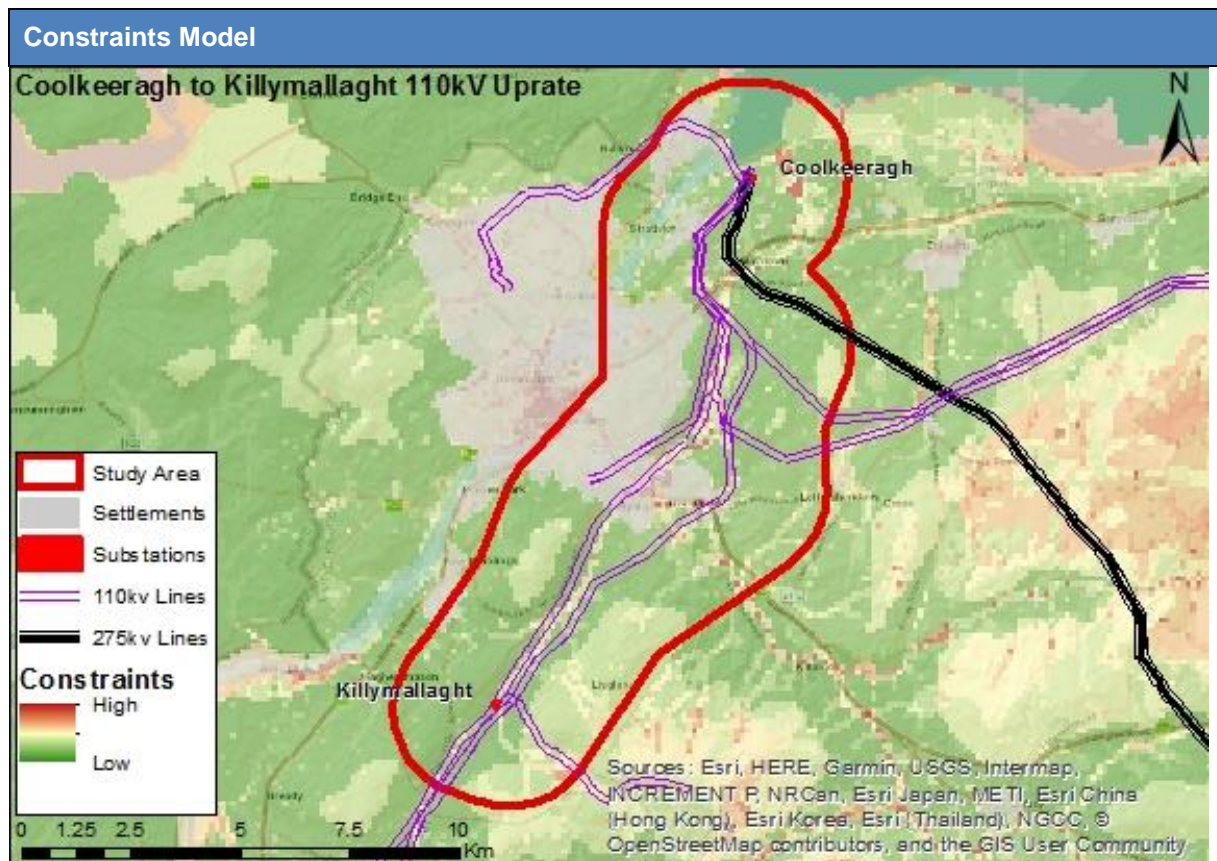 Constraints Model
Coolkeeragh to Killymallaght 110kV Uprate
N
Coolkeeragh
Strathfoyle
Bridge End
Killymallaght
Study Area
Settlements
Substations
110kv Lines
275kv Lines
Constraints
High
Low
0 1.25 2.5 5 7.5 10
Km
Sources: Esri, HERE, Garmin, USGS, Intermap,
INCREMENT P, NRCan, Esri Japan, METI, Esri China
(Hong Kong), Esri Korea, Esri (Thailand), NGCC, ©
OpenStreetMap contributors, and the GIS User Community